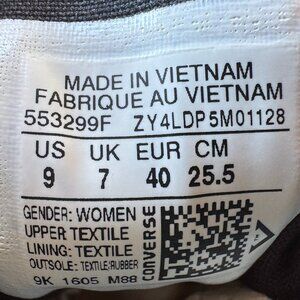 MADE IN VIETNAM
FABRIQUE AU VIETNAM
553299F ZY4LDP5M01128
US UK EUR CM
9 7 40 25.5
GENDER: WOMEN
UPPER: TEXTILE
LINING: TEXTILE
OUTSOLE: TEXTILE/RUBBER
9K 1605 M88
CONVERSE